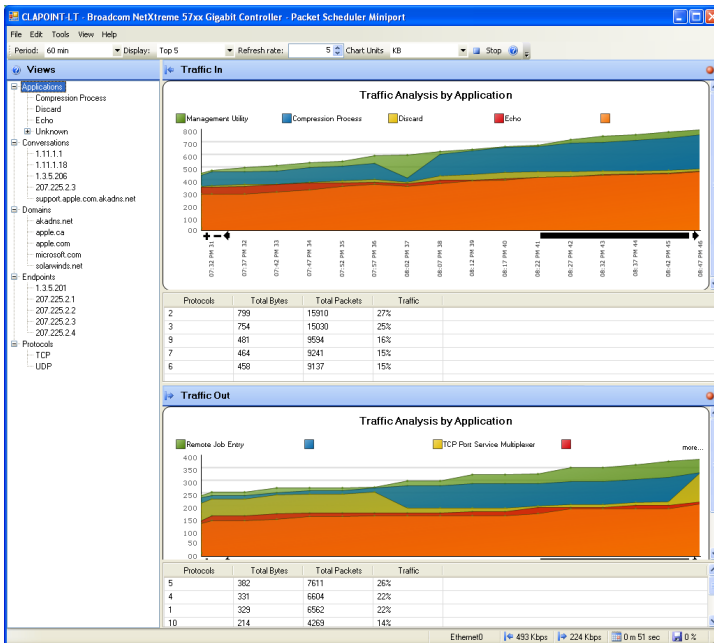 CLAPOINT-LT - Broadcom NetXtreme 57xx Gigabit Controller - Packet Scheduler Miniport
File Edit Tools View Help
Period: 60 min Display: Top 5 Refresh rate: 5 Chart Units KB Stop
Views
Applications
Compression Process
Discard
Echo
Unknown
Conversations
1.11.1.1
1.11.1.18
1.3.5.206
207.225.2.3
support.apple.com.akadns.net
Domains
akadns.net
apple.ca
apple.com
microsoft.com
solarwinds.net
Endpoints
1.3.5.201
207.225.2.1
207.225.2.2
207.225.2.3
207.225.2.4
Protocols
TCP
UDP
Traffic In
Traffic Analysis by Application
Management Utility Compression Process Discard Echo
800
700
600
500
400
300
200
100
00
07:32 PM 31
07:37 PM 32
07:42 PM 33
07:47 PM 34
07:52 PM 35
07:57 PM 36
08:02 PM 37
08:07 PM 38
08:12 PM 39
08:17 PM 40
08:22 PM 41
08:27 PM 42
08:32 PM 43
08:37 PM 44
08:42 PM 45
08:47 PM 46
Protocols Total Bytes Total Packets Traffic
2 799 15910 27%
3 754 15030 25%
9 481 9594 16%
7 464 9241 15%
6 458 9137 15%
Traffic Out
Traffic Analysis by Application
Remote Job Entry TCP Port Service Multiplexer more...
400
350
300
250
200
150
100
50
00
Protocols Total Bytes Total Packets Traffic
5 382 7611 26%
4 331 6604 22%
1 329 6562 22%
10 214 4269 14%
Ethernet0 493 Kbps 224 Kbps 0 m 51 sec 0 %